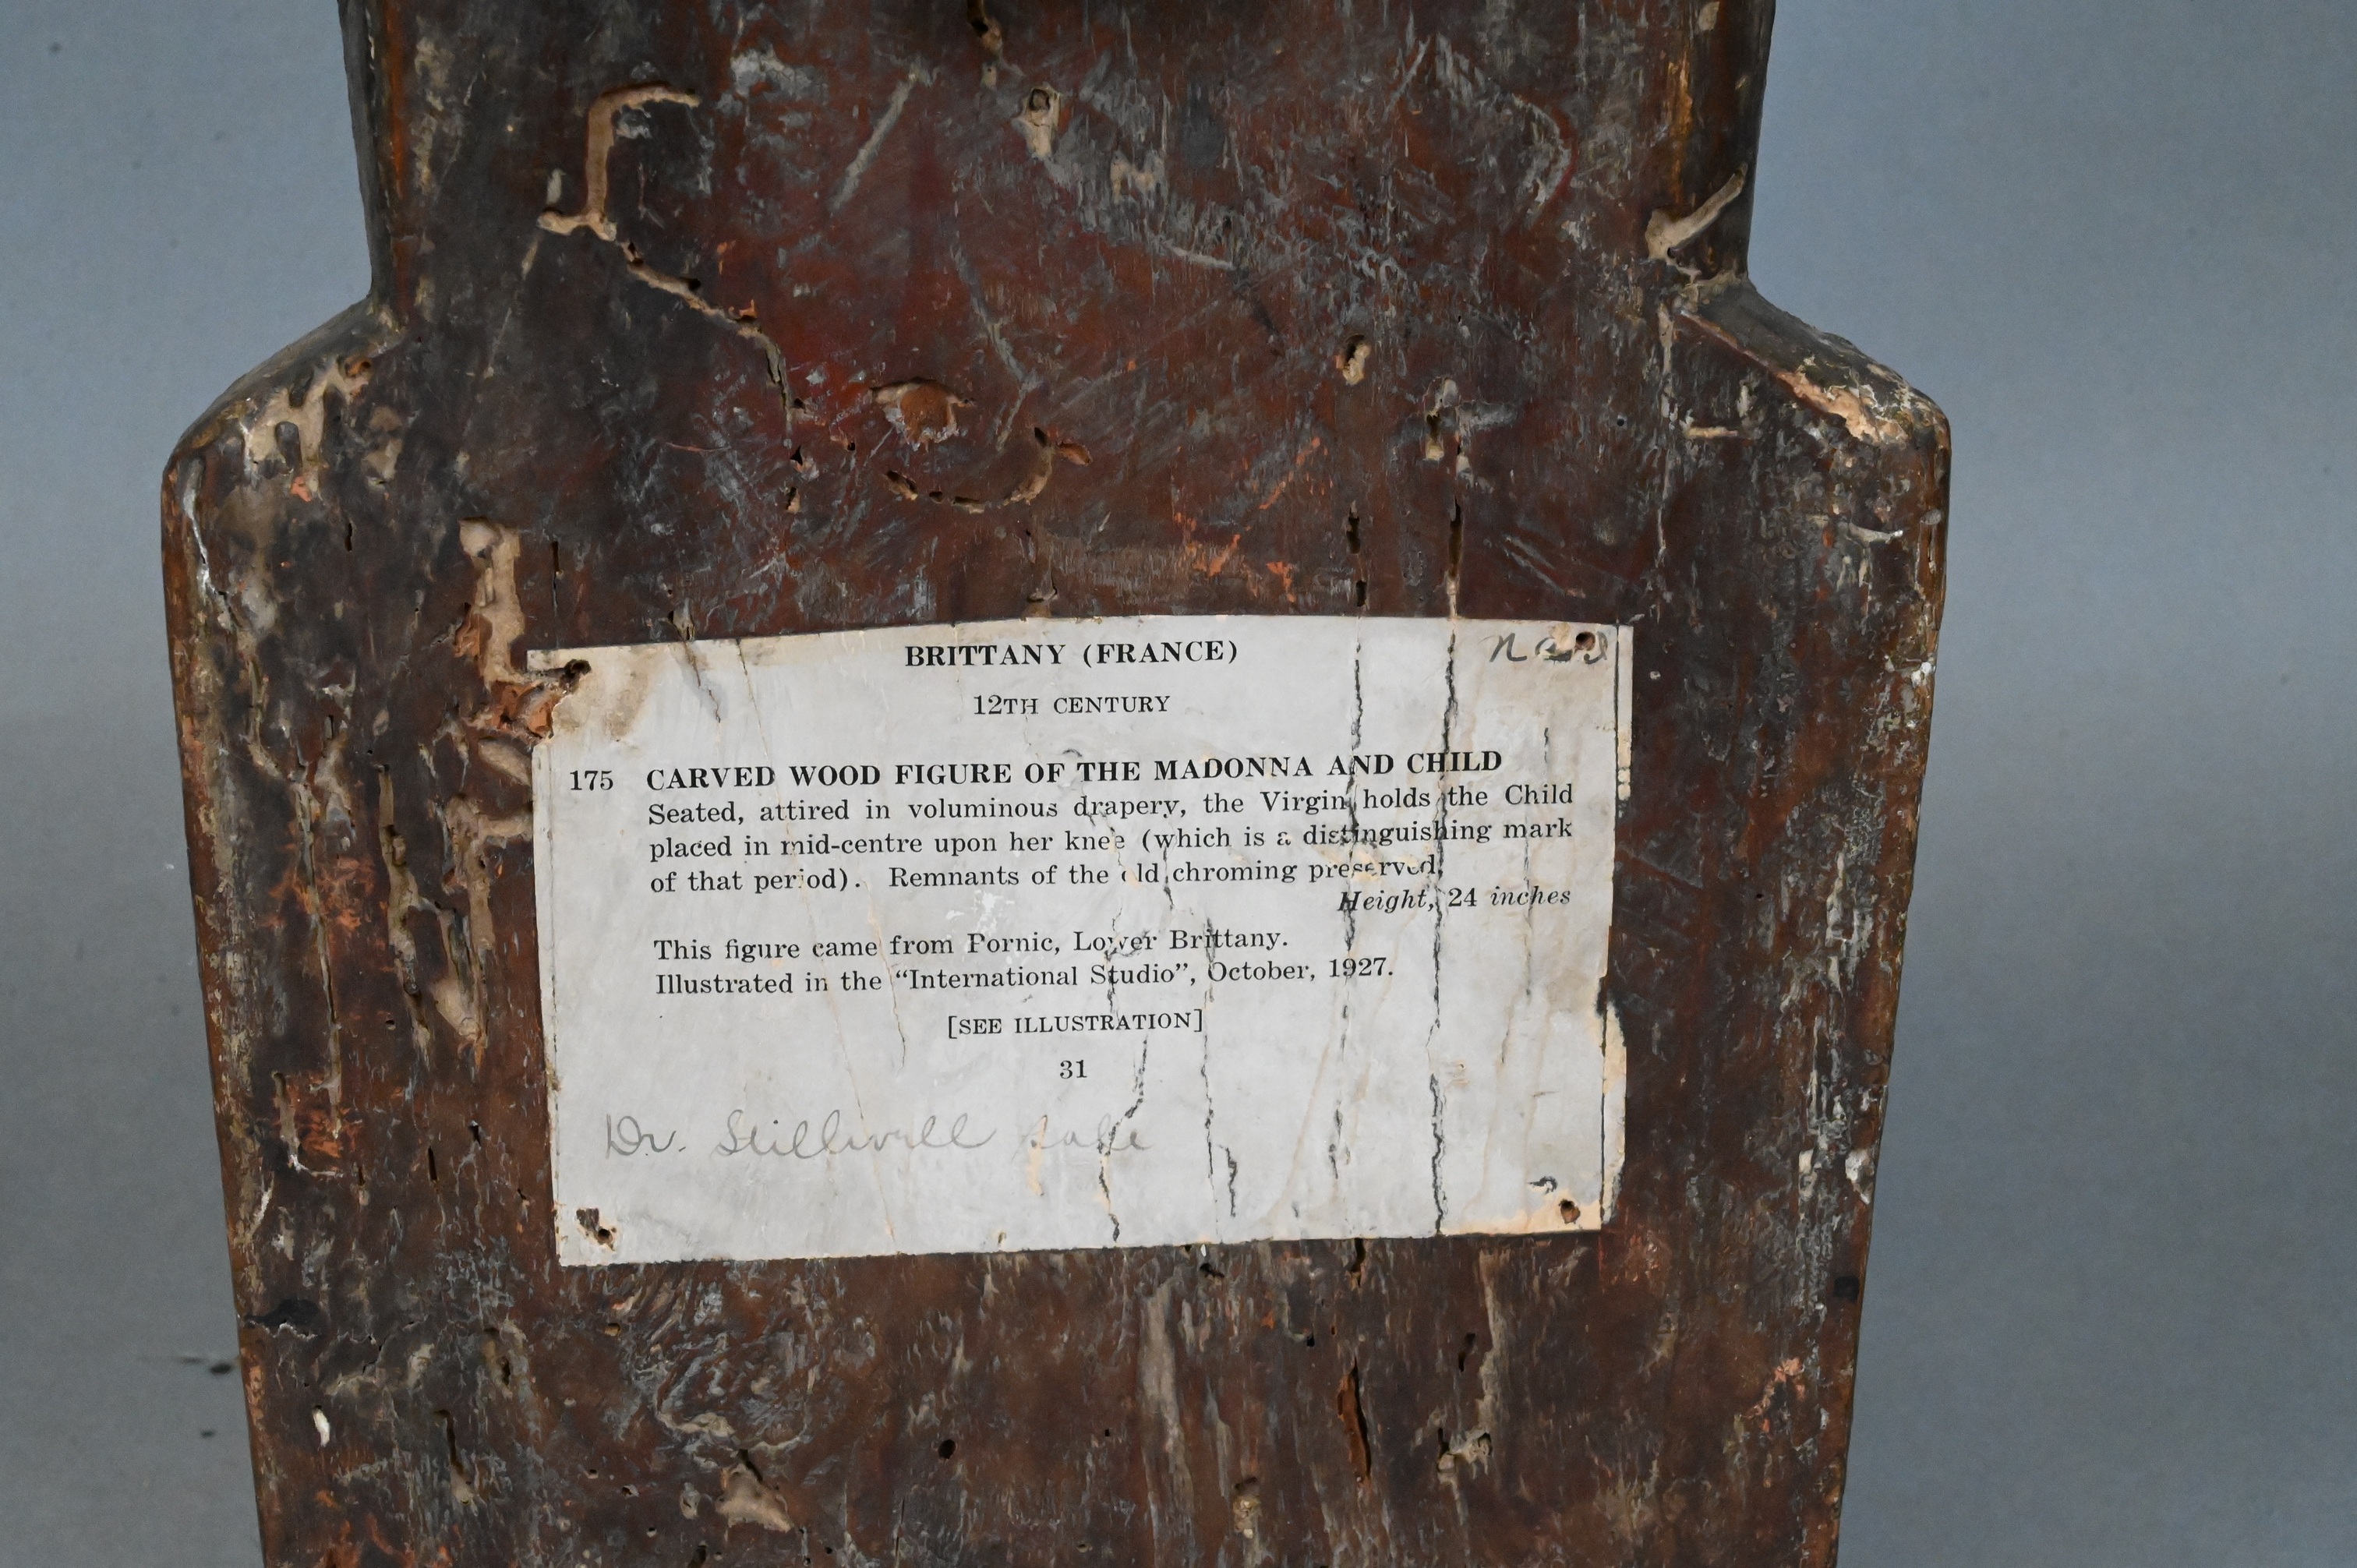 BRITTANY (FRANCE)
12TH CENTURY
175 CARVED WOOD FIGURE OF THE MADONNA AND CHILD
Seated, attired in voluminous drapery, the Virgin holds the Child
placed in mid-centre upon her knee (which is a distinguishing mark
of that period). Remnants of the old chroming preserved.
Height, 24 inches
This figure came from Pornic, Lower Brittany.
Illustrated in the “International Studio”, October, 1927.
[SEE ILLUSTRATION]
31
Dr. Stillwell sale